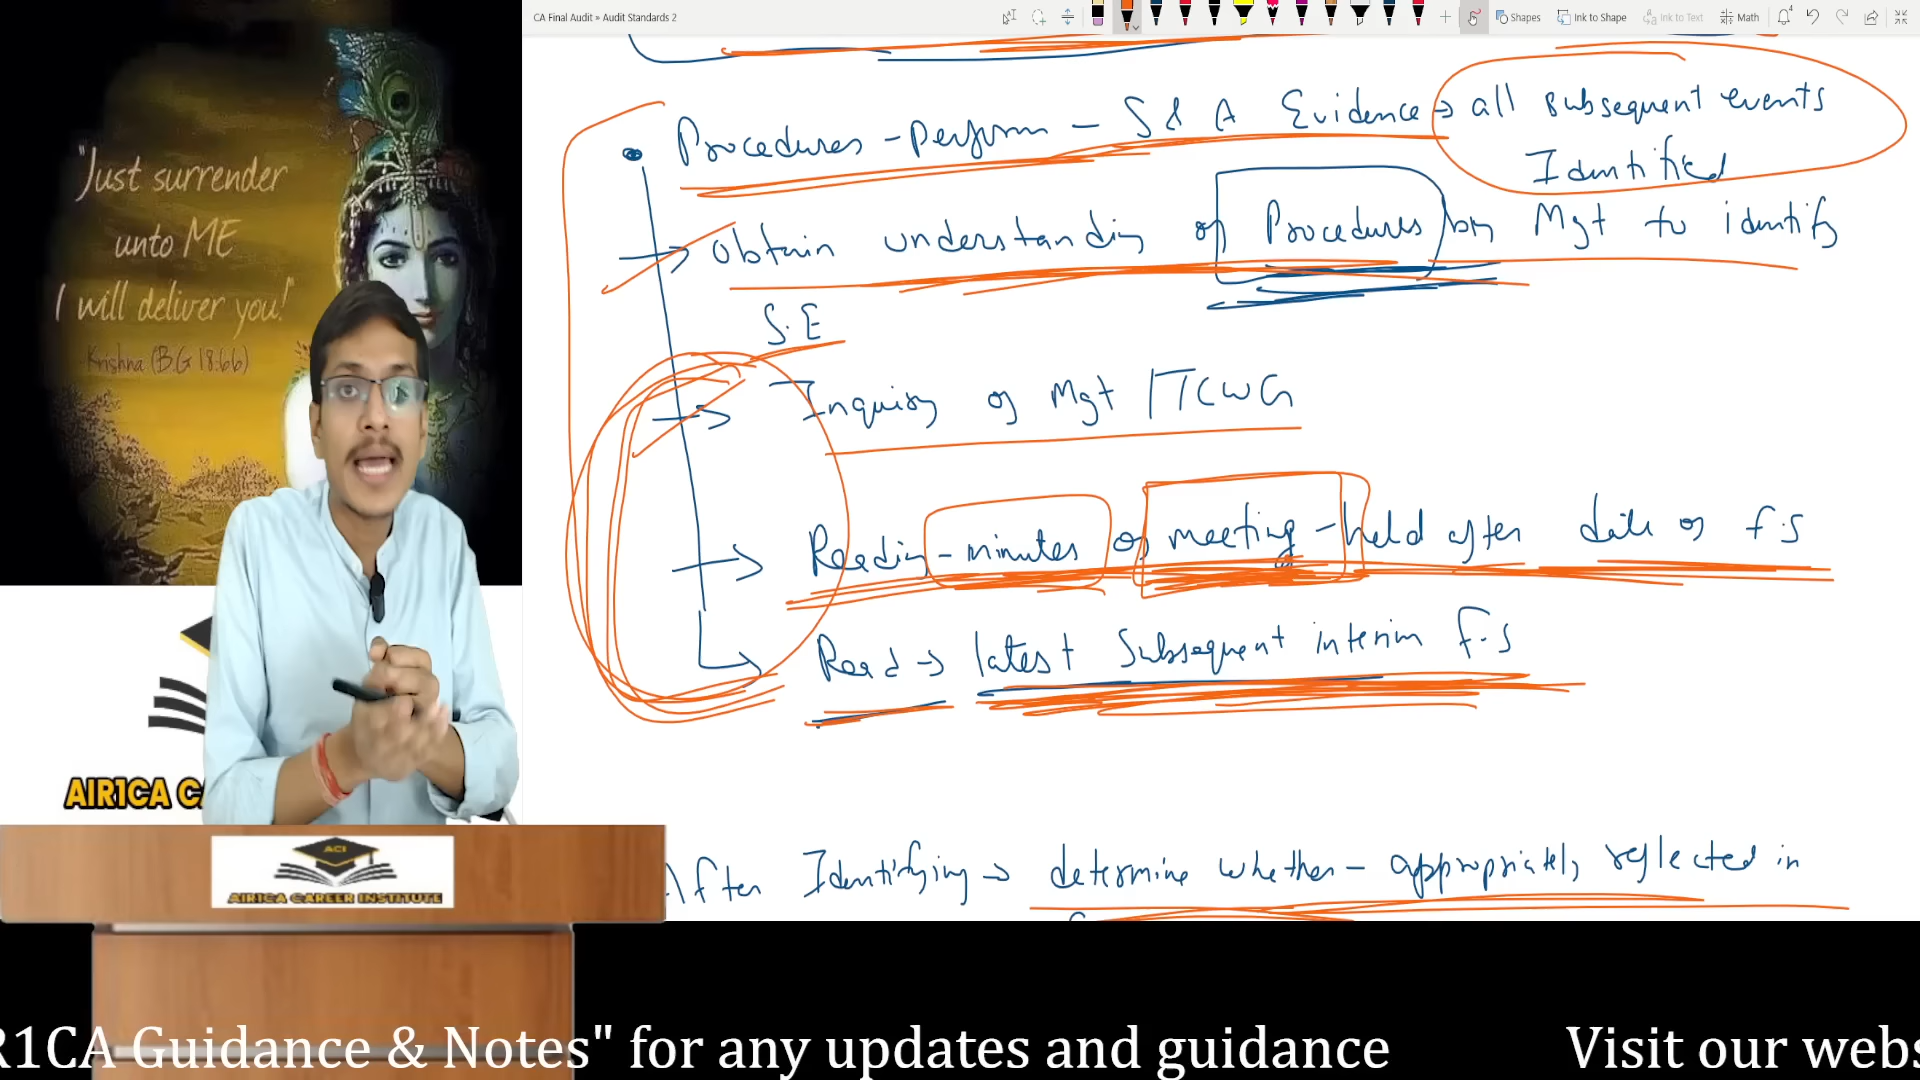 CA Final Audit » Audit Standards 2
Shapes
Ink to Shape
Ink to Text
Math
"Just surrender
unto ME
I will deliver you!"
Krishna (B.G 18:66)
Procedures - perform - S & A Evidence → all subsequent events
Identified
→ Obtain understanding of Procedures by Mgt to identify
S.E
→ Inquiry of Mgt / TCWG
→ Reading - minutes of meeting - held after date of F.S
→ Read → latest Subsequent interim F.S
After Identifying → determine whether - appropriately reflected in
AIR1CA C
ACI
AIR1CA CAREER INSTITUTE
R1CA Guidance & Notes" for any updates and guidance
Visit our webs